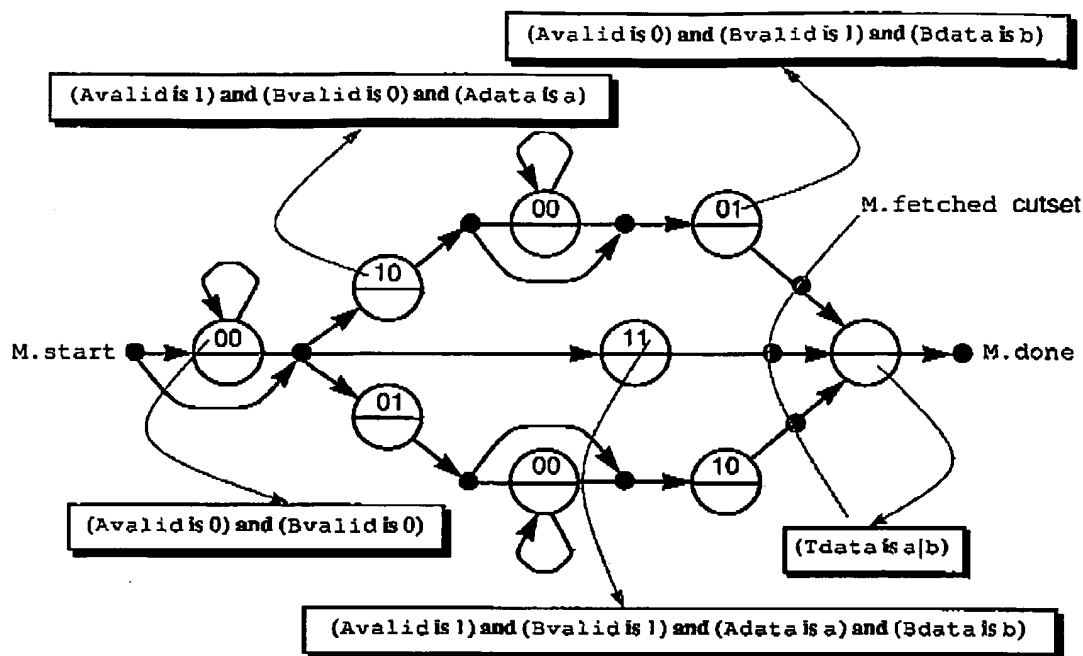 (Avalid is 0) and (Bvalid is 1) and (Bdata is b)
(Avalid is 1) and (Bvalid is 0) and (Adata is a)
00
01
M.fetched cutset
10
00
11
M.start
M.done
01
00
10
(Avalid is 0) and (Bvalid is 0)
(Tdata is a|b)
(Avalid is 1) and (Bvalid is 1) and (Adata is a) and (Bdata is b)